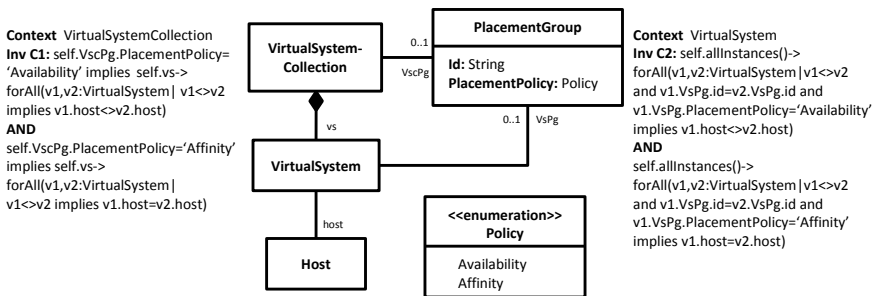 Context VirtualSystemCollection
Inv C1: self.VscPg.PlacementPolicy=
‘Availability’ implies self.vs->
forAll(v1,v2:VirtualSystem| v1<>v2
implies v1.host<>v2.host)
AND
self.VscPg.PlacementPolicy=‘Affinity’
implies self.vs->
forAll(v1,v2:VirtualSystem|
v1<>v2 implies v1.host=v2.host)
VirtualSystem-
Collection
0..1
VscPg
PlacementGroup
Id: String
PlacementPolicy: Policy
0..1 VsPg
vs
VirtualSystem
host
Host
<<enumeration>>
Policy
Availability
Affinity
Context VirtualSystem
Inv C2: self.allInstances()->
forAll(v1,v2:VirtualSystem|v1<>v2
and v1.VsPg.id=v2.VsPg.id and
v1.VsPg.PlacementPolicy=‘Availability’
implies v1.host<>v2.host)
AND
self.allInstances()->
forAll(v1,v2:VirtualSystem|v1<>v2
and v1.VsPg.id=v2.VsPg.id and
v1.VsPg.PlacementPolicy=‘Affinity’
implies v1.host=v2.host)